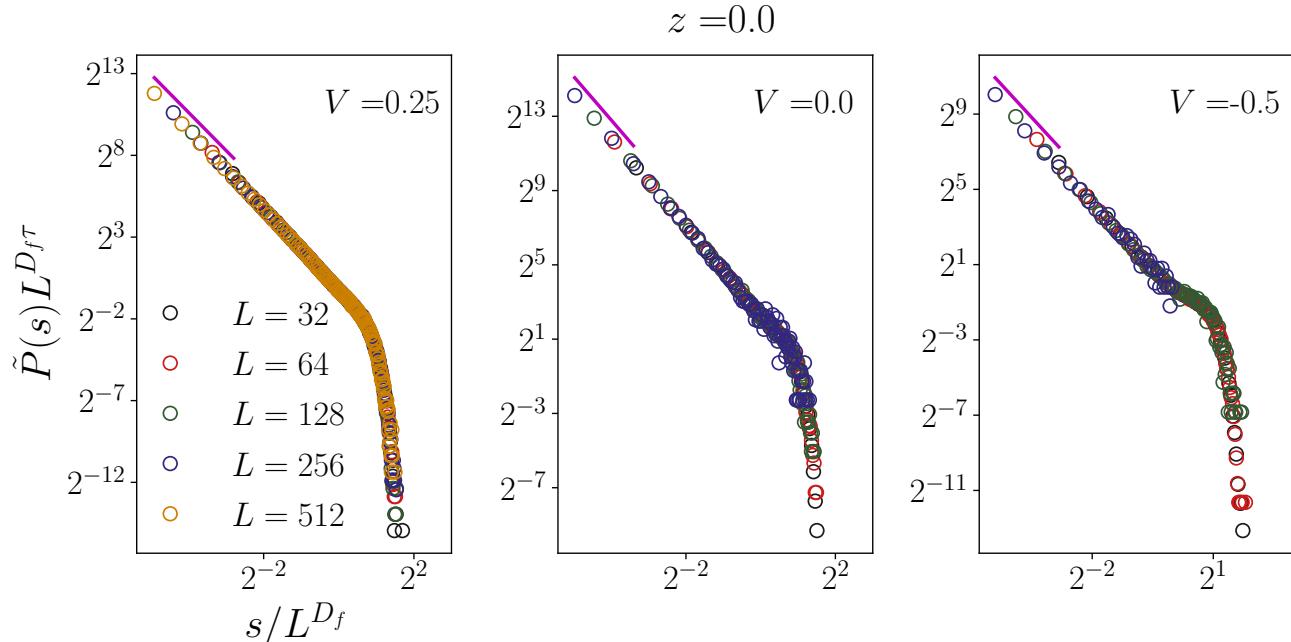 z =0.0
P̃(s)L^{D_f τ}
2^{13}
2^{8}
2^{3}
2^{-2}
2^{-7}
2^{-12}
V =0.25
L = 32
L = 64
L = 128
L = 256
L = 512
2^{-2} 2^{2}
s/L^{D_f}
2^{13}
2^{9}
2^{5}
2^{1}
2^{-3}
2^{-7}
V =0.0
2^{-2} 2^{2}
2^{9}
2^{5}
2^{1}
2^{-3}
2^{-7}
2^{-11}
V =-0.5
2^{-2} 2^{1}